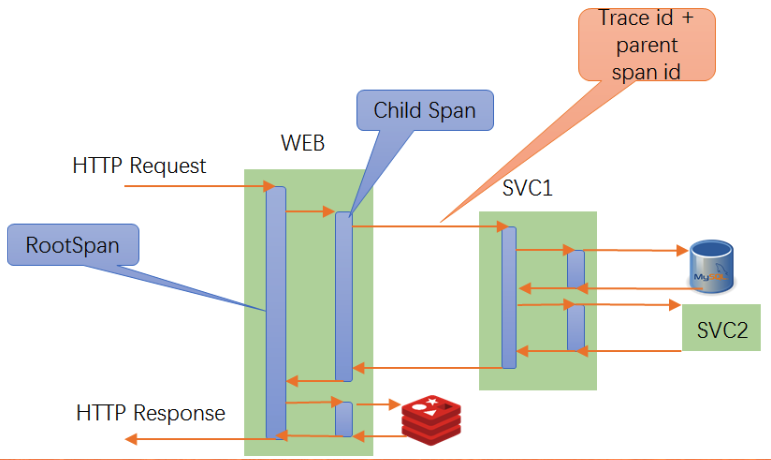 Trace id +
parent
span id
Child Span
WEB
HTTP Request
SVC1
RootSpan
MySQL
SVC2
HTTP Response